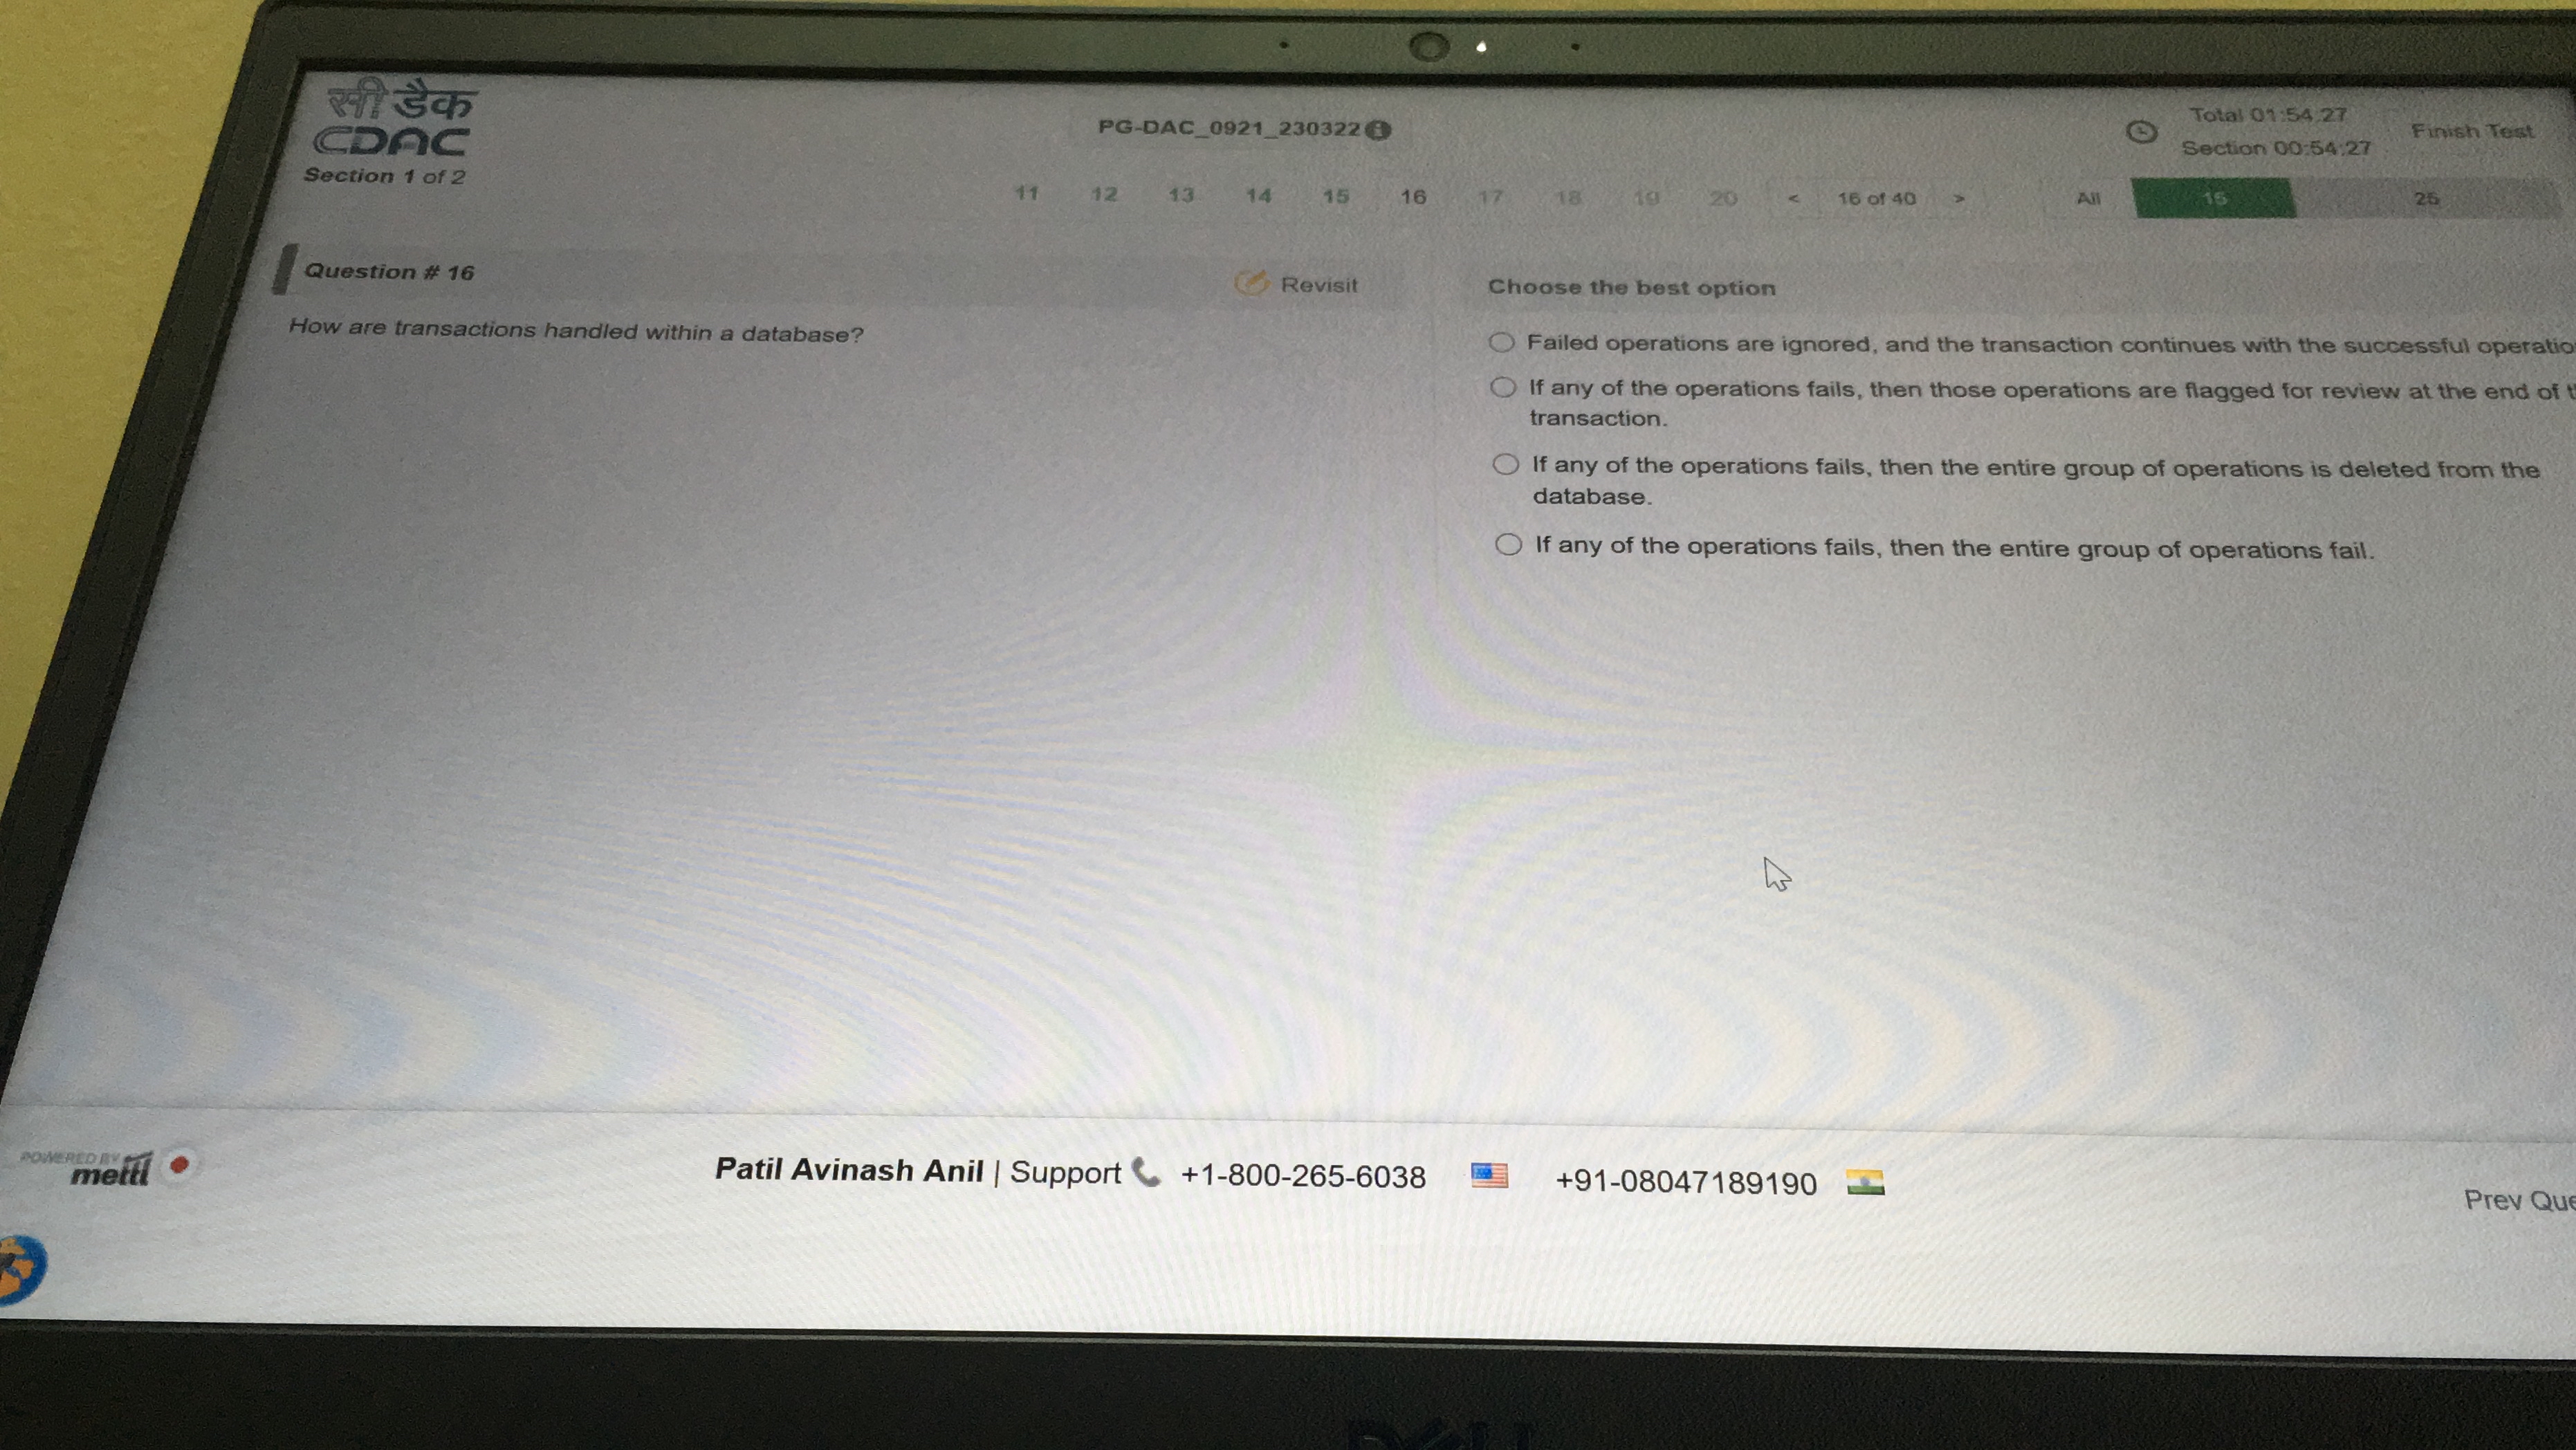 सी डैक
CDAC
Section 1 of 2
PG-DAC_0921_230322
Total 01:54:27
Section 00:54:27
Finish Test
11 12 13 14 15 16 17 18 19 20 < 16 of 40 > All 15 25
Question # 16
Revisit
How are transactions handled within a database?
Choose the best option
Failed operations are ignored, and the transaction continues with the successful operatio
If any of the operations fails, then those operations are flagged for review at the end of t
transaction.
If any of the operations fails, then the entire group of operations is deleted from the
database.
If any of the operations fails, then the entire group of operations fail.
POWERED BY
mettl
Patil Avinash Anil | Support +1-800-265-6038 +91-08047189190
Prev Que